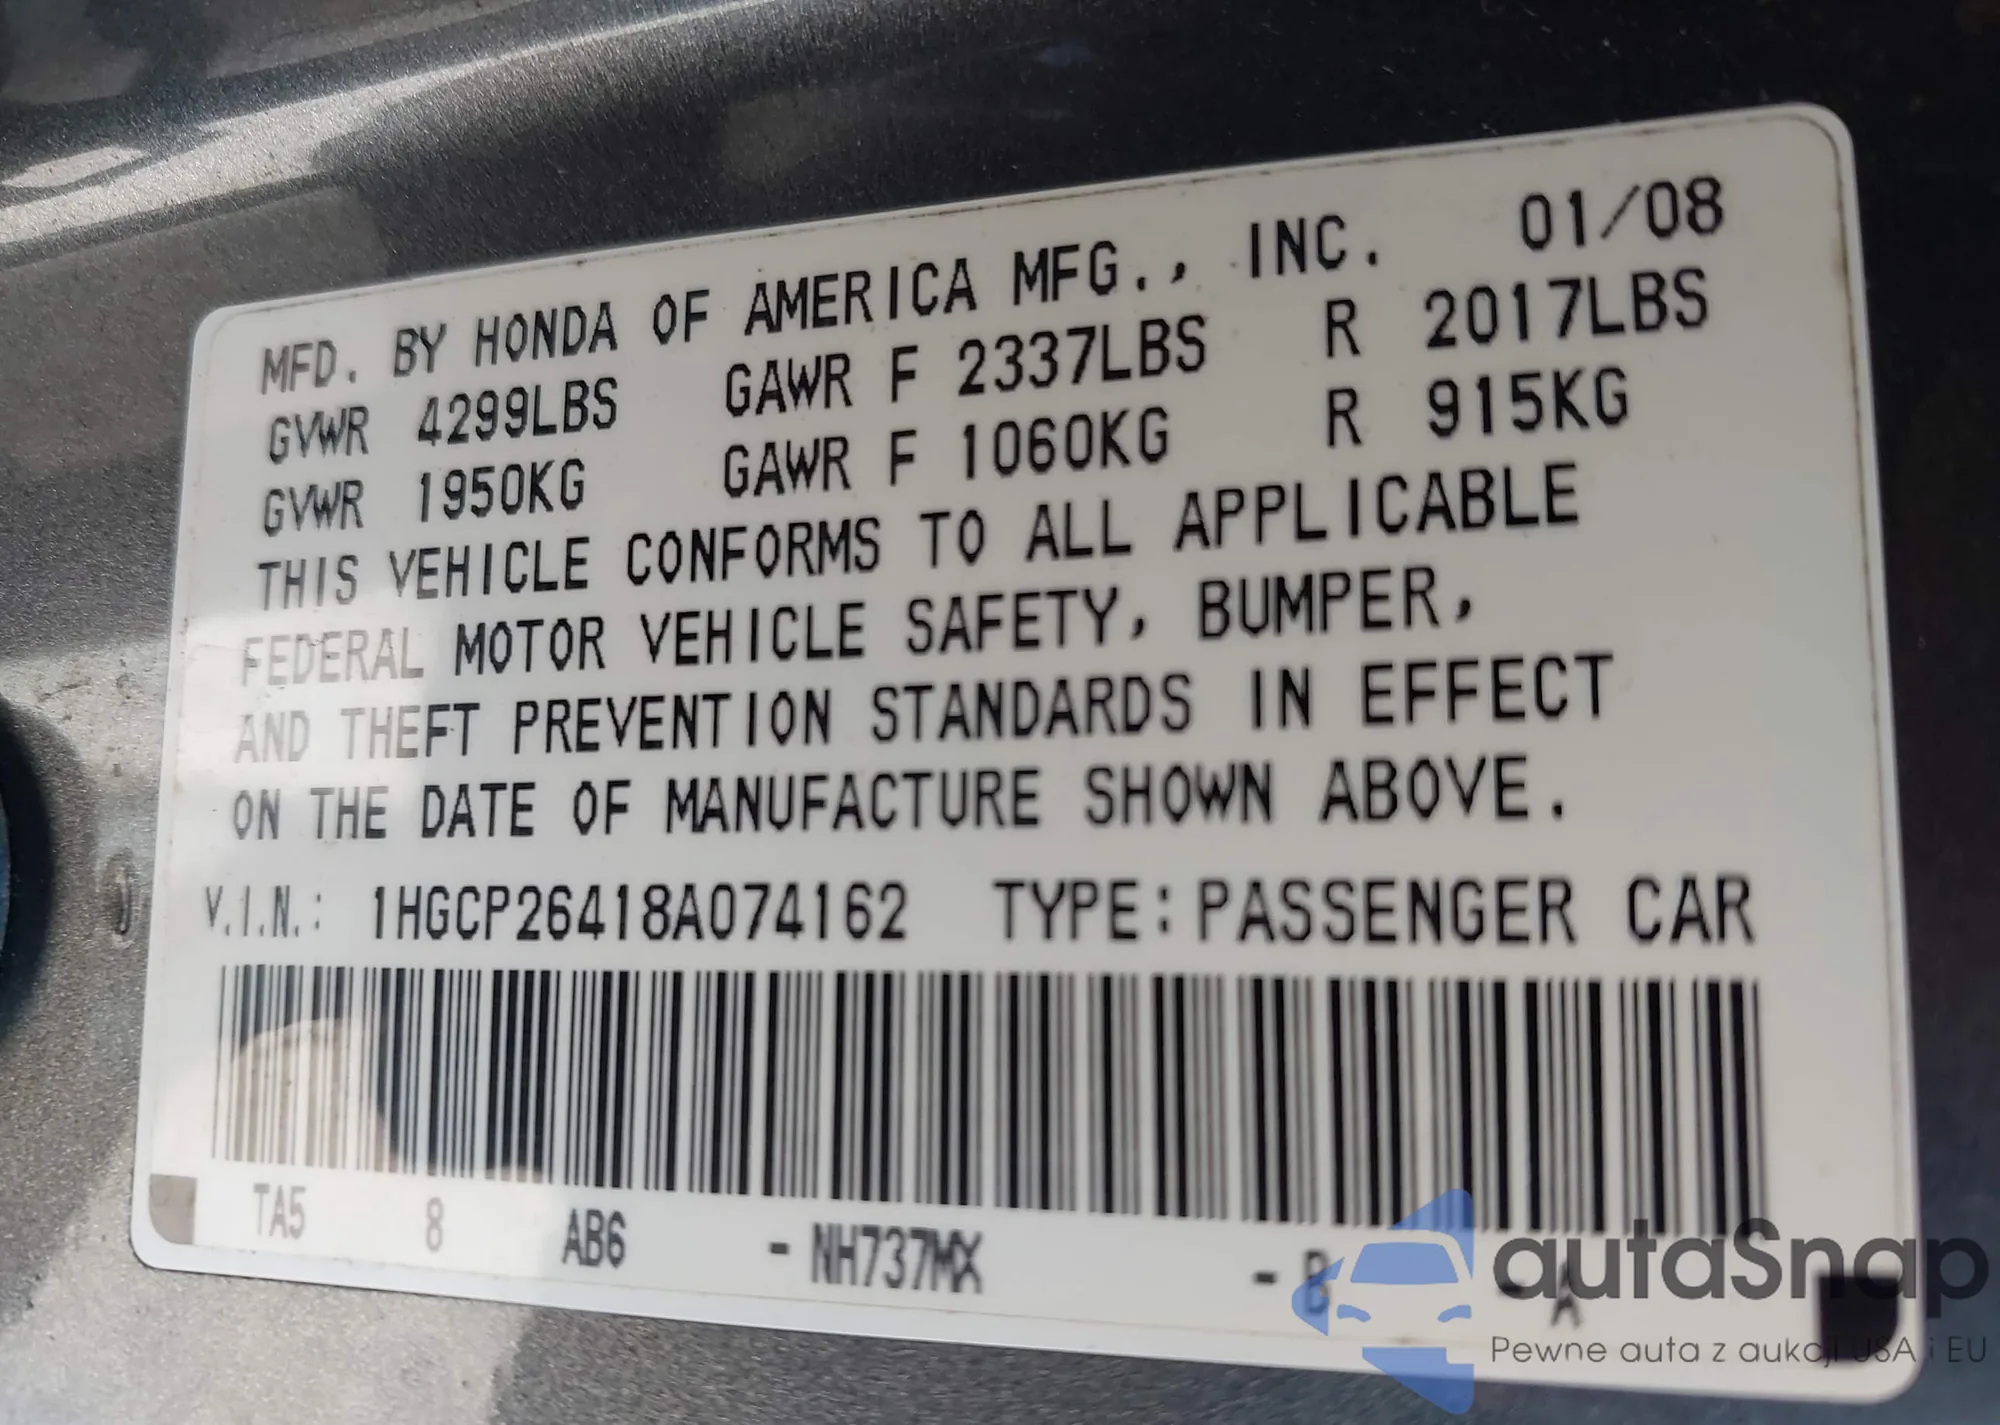 MFD. BY HONDA OF AMERICA MFG., INC. 01/08
GVWR 4299LBS GAWR F 2337LBS R 2017LBS
GVWR 1950KG GAWR F 1060KG R 915KG
THIS VEHICLE CONFORMS TO ALL APPLICABLE
FEDERAL MOTOR VEHICLE SAFETY, BUMPER,
AND THEFT PREVENTION STANDARDS IN EFFECT
ON THE DATE OF MANUFACTURE SHOWN ABOVE.
V.I.N.: 1HGCP26418A074162 TYPE:PASSENGER CAR
TA5 8 AB6 - NH737MX - B - A
autaSnap
Pewne auta z aukcji USA i EU